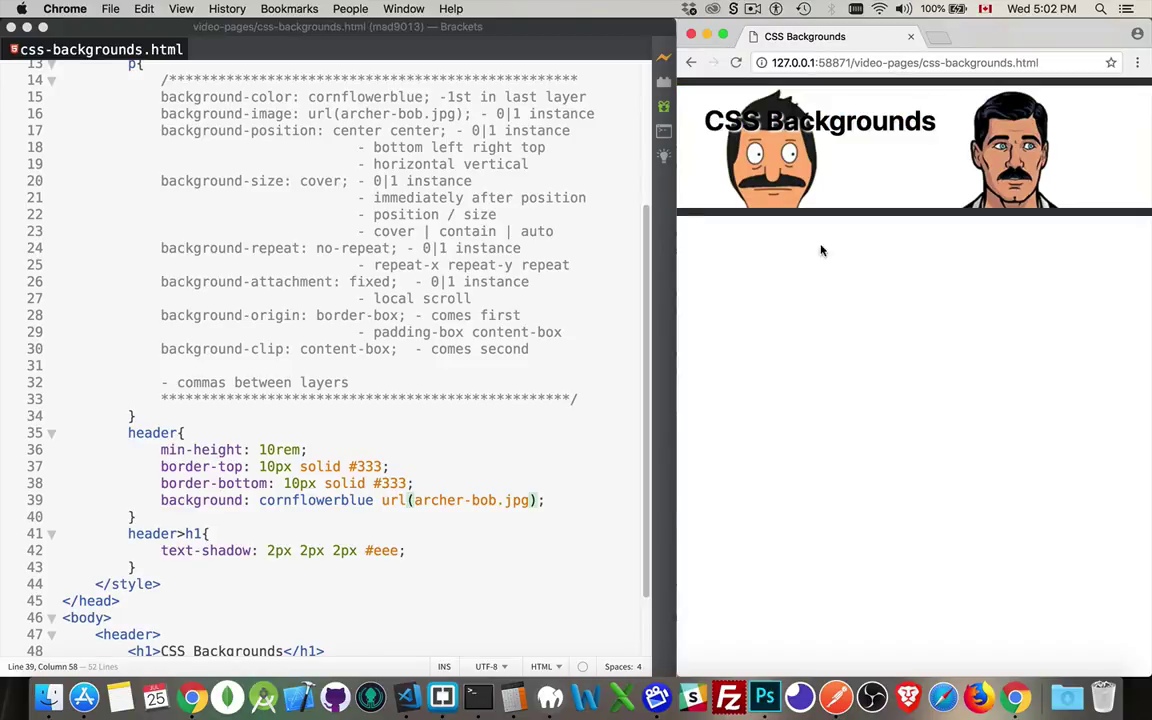 Chrome File Edit View History Bookmarks People Window Help 100% Wed 5:02 PM
video-pages/css-backgrounds.html (mad9013) — Brackets
css-backgrounds.html
13 p{
14 /**************************************************
15 background-color: cornflowerblue; -1st in last layer
16 background-image: url(archer-bob.jpg); - 0|1 instance
17 background-position: center center; - 0|1 instance
18 - bottom left right top
19 - horizontal vertical
20 background-size: cover; - 0|1 instance
21 - immediately after position
22 - position / size
23 - cover | contain | auto
24 background-repeat: no-repeat; - 0|1 instance
25 - repeat-x repeat-y repeat
26 background-attachment: fixed; - 0|1 instance
27 - local scroll
28 background-origin: border-box; - comes first
29 - padding-box content-box
30 background-clip: content-box;  - comes second
31
32 - commas between layers
33 **************************************************/
34 }
35 header{
36 min-height: 10rem;
37 border-top: 10px solid #333;
38 border-bottom: 10px solid #333;
39 background: cornflowerblue url(archer-bob.jpg);
40 }
41 header>h1{
42 text-shadow: 2px 2px 2px #eee;
43 }
44 </style>
45 </head>
46 <body>
47 <header>
48 <h1>CSS Backgrounds</h1>
Line 39, Column 58 — 52 Lines INS UTF-8 HTML Spaces: 4
CSS Backgrounds
127.0.0.1:58871/video-pages/css-backgrounds.html
CSS Backgrounds
JUL
25